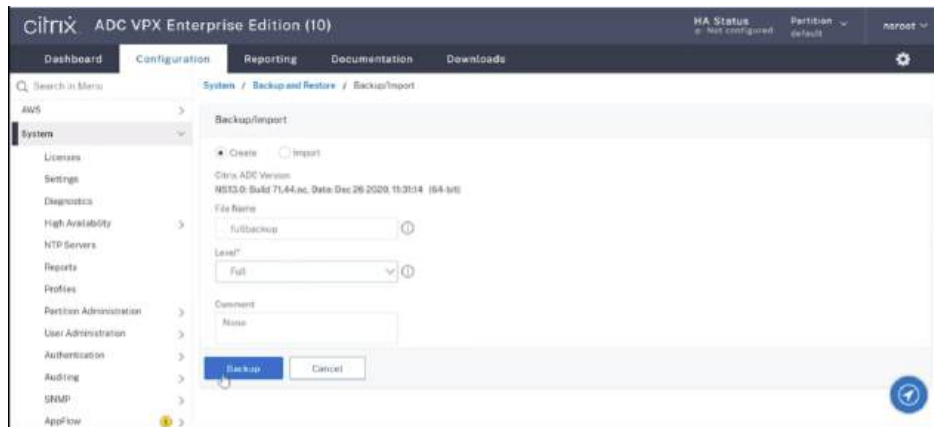 citrix ADC VPX Enterprise Edition (10)
HA Status
Not configured
Partition
default
nsroot
Dashboard
Configuration
Reporting
Documentation
Downloads
Search in Menu
System / Backup and Restore / Backup/Import
AWS
System
Licenses
Settings
Diagnostics
High Availability
NTP Servers
Reports
Profiles
Partition Administration
User Administration
Authentication
Auditing
SNMP
AppFlow
Backup/Import
Create
Import
Citrix ADC Version
NS13.0: Build 71.44.nc, Date: Dec 26 2020, 11:31:14 (64-bit)
File Name
fullbackup
Level*
Full
Comment
None
Backup
Cancel